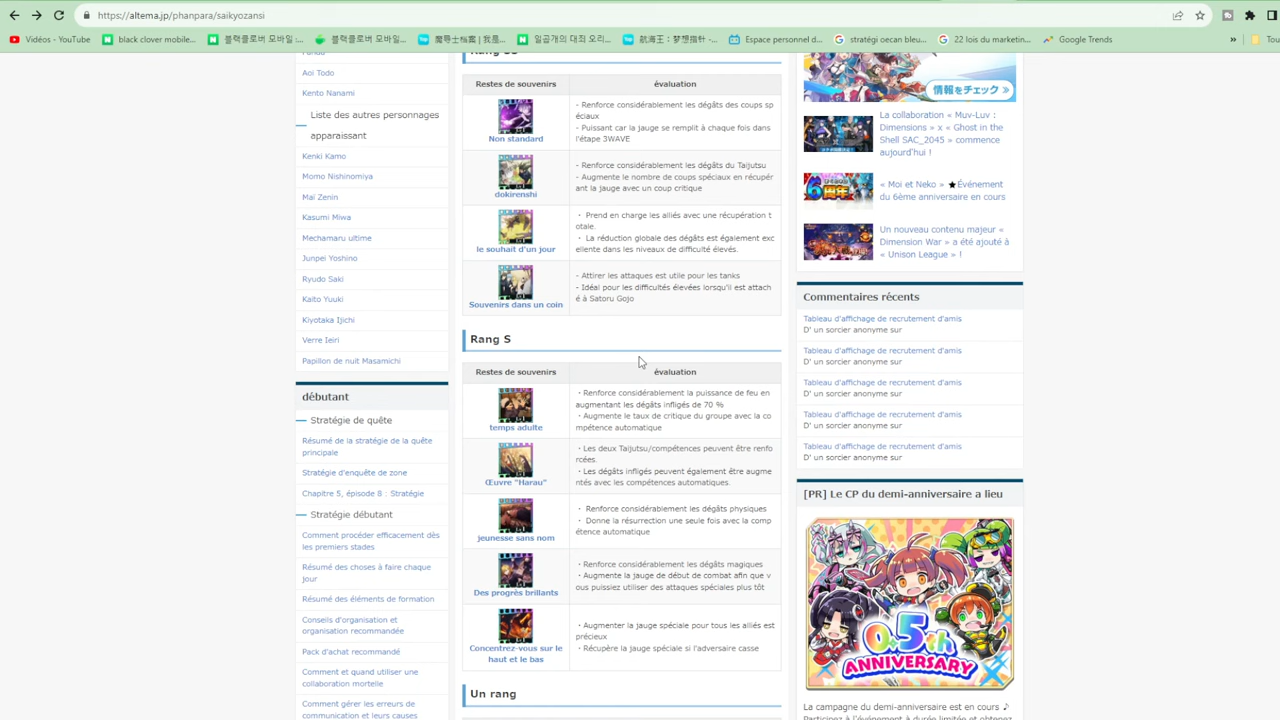 https://altema.jp/phanpara/saikyozansi
Vidéos - YouTube
black clover mobile...
블랙클로버 모바일 :...
블랙클로버 모바일...
魔导士档案 | 我是...
일곱개의 대죄 오리...
航海王：梦想指针 -...
Espace personnel d...
stratégi oecan bleu...
22 lois du marketin...
Google Trends
»
Tou
Aoi Todo
Kento Nanami
Liste des autres personnages
apparaissant
Kenki Kamo
Momo Nishinomiya
Maï Zenin
Kasumi Miwa
Mechamaru ultime
Junpei Yoshino
Ryudo Saki
Kaito Yuuki
Kiyotaka Ijichi
Verre Ieiri
Papillon de nuit Masamichi
débutant
Stratégie de quête
Résumé de la stratégie de la quête
principale
Stratégie d'enquête de zone
Chapitre 5, épisode 8 : Stratégie
Stratégie débutant
Comment procéder efficacement dès
les premiers stades
Résumé des choses à faire chaque
jour
Résumé des éléments de formation
Conseils d'organisation et
organisation recommandée
Pack d'achat recommandé
Comment et quand utiliser une
collaboration mortelle
Comment gérer les erreurs de
communication et leurs causes
Rang SS
Restes de souvenirs
évaluation
Non standard
・Renforce considérablement les dégâts des coups sp
éciaux
・Puissant car la jauge se remplit à chaque fois dans
l'étape 3WAVE
dokirenshi
・Renforce considérablement les dégâts du Taijutsu
・Augmente le nombre de coups spéciaux en récupér
ant la jauge avec un coup critique
le souhait d'un jour
・ Prend en charge les alliés avec une récupération t
otale.
・ La réduction globale des dégâts est également exc
ellente dans les niveaux de difficulté élevés.
Souvenirs dans un coin
- Attirer les attaques est utile pour les tanks
- Idéal pour les difficultés élevées lorsqu'il est attach
é à Satoru Gojo
Rang S
Restes de souvenirs
évaluation
temps adulte
・Renforce considérablement la puissance de feu en
augmentant les dégâts infligés de 70 %
・Augmente le taux de critique du groupe avec la co
mpétence automatique
Œuvre "Harau"
・Les deux Taijutsu/compétences peuvent être renfo
rcées.
・Les dégâts infligés peuvent également être augme
ntés avec les compétences automatiques.
jeunesse sans nom
・ Renforce considérablement les dégâts physiques
・ Donne la résurrection une seule fois avec la comp
étence automatique
Des progrès brillants
・Renforce considérablement les dégâts magiques
・Augmente la jauge de début de combat afin que v
ous puissiez utiliser des attaques spéciales plus tôt
Concentrez-vous sur le
haut et le bas
・Augmenter la jauge spéciale pour tous les alliés est
précieux
・Récupère la jauge spéciale si l'adversaire casse
Un rang
情報をチェック
La collaboration « Muv-Luv :
Dimensions » x « Ghost in the
Shell SAC_2045 » commence
aujourd'hui !
6周年
« Moi et Neko » ★Événement
du 6ème anniversaire en cours
Un nouveau contenu majeur «
Dimension War » a été ajouté à
« Unison League » !
Commentaires récents
Tableau d'affichage de recrutement d'amis
D' un sorcier anonyme sur
Tableau d'affichage de recrutement d'amis
D' un sorcier anonyme sur
Tableau d'affichage de recrutement d'amis
D' un sorcier anonyme sur
Tableau d'affichage de recrutement d'amis
D' un sorcier anonyme sur
Tableau d'affichage de recrutement d'amis
D' un sorcier anonyme sur
[PR] Le CP du demi-anniversaire a lieu
0.5th
ANNIVERSARY
La campagne du demi-anniversaire est en cours ♪
Participez à l'événement à durée limitée et obtenez